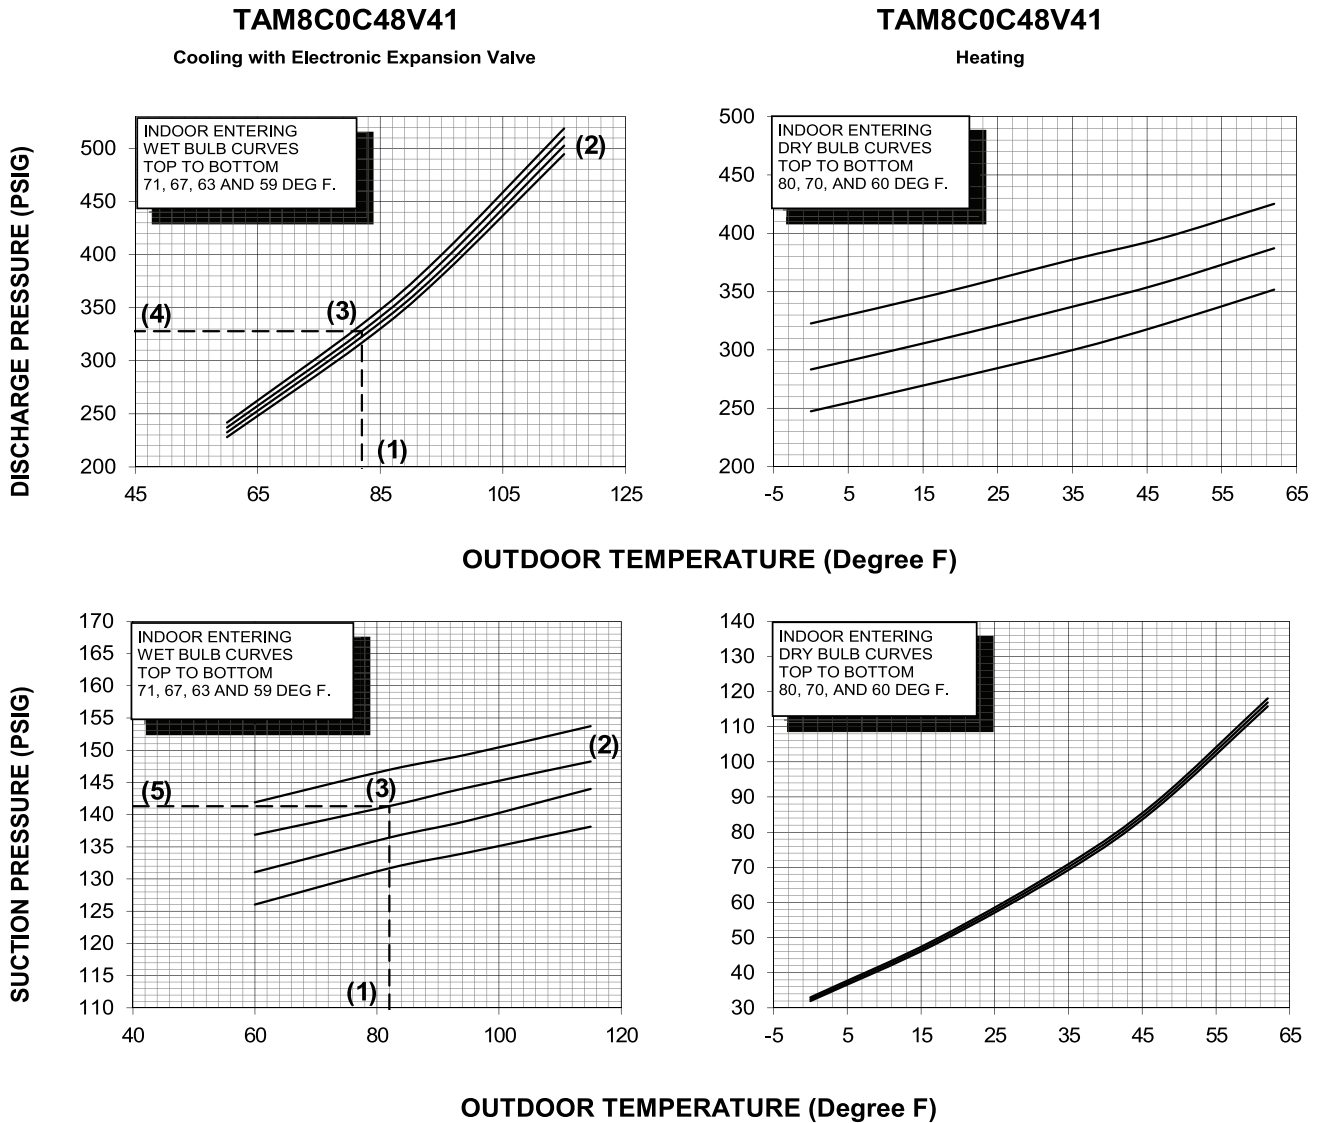 TAM8C0C48V41
Cooling with Electronic Expansion Valve
TAM8C0C48V41
Heating
DISCHARGE PRESSURE (PSIG)
500
450
400
350
300
250
200
INDOOR ENTERING
WET BULB CURVES
TOP TO BOTTOM
71, 67, 63 AND 59 DEG F.
(2)
(3)
(4)
(1)
45 65 85 105 125
500
450
400
350
300
250
200
INDOOR ENTERING
DRY BULB CURVES
TOP TO BOTTOM
80, 70, AND 60 DEG F.
-5 5 15 25 35 45 55 65
OUTDOOR TEMPERATURE (Degree F)
SUCTION PRESSURE (PSIG)
170
165
160
155
150
145
140
135
130
125
120
115
110
INDOOR ENTERING
WET BULB CURVES
TOP TO BOTTOM
71, 67, 63 AND 59 DEG F.
(2)
(3)
(5)
(1)
40 60 80 100 120
140
130
120
110
100
90
80
70
60
50
40
30
INDOOR ENTERING
DRY BULB CURVES
TOP TO BOTTOM
80, 70, AND 60 DEG F.
-5 5 15 25 35 45 55 65
OUTDOOR TEMPERATURE (Degree F)